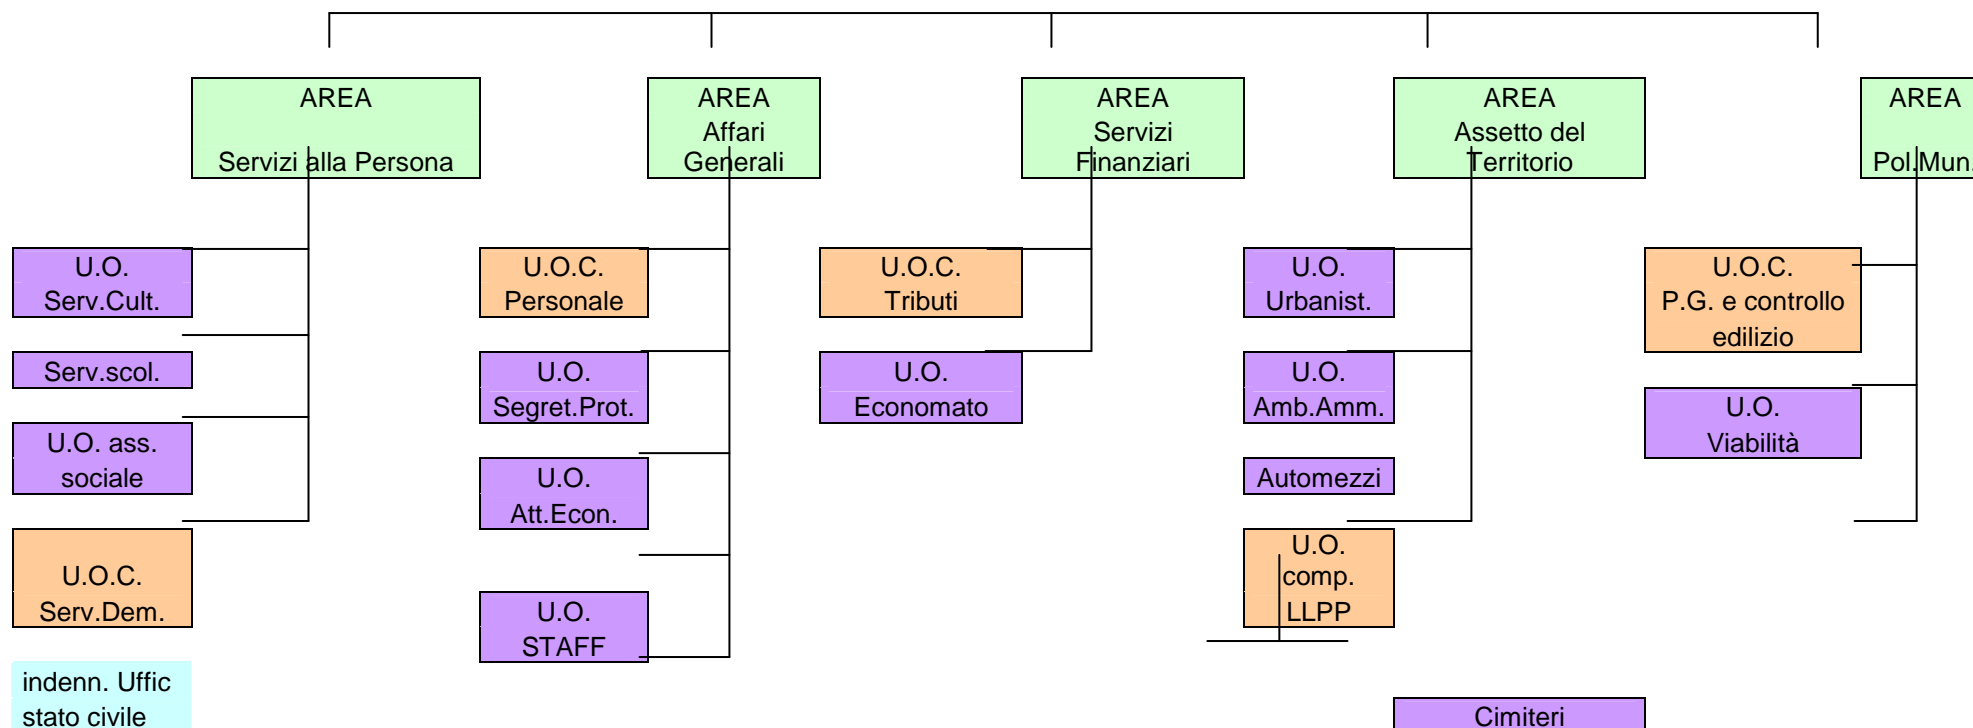 AREA
Servizi alla Persona
AREA
Affari
Generali
AREA
Servizi
Finanziari
AREA
Assetto del
Territorio
AREA
Pol.Mun.
U.O.
Serv.Cult.
Serv.scol.
U.O. ass.
sociale
U.O.C.
Serv.Dem.
indenn. Uffic
stato civile
U.O.C.
Personale
U.O.
Segret.Prot.
U.O.
Att.Econ.
U.O.
STAFF
U.O.C.
Tributi
U.O.
Economato
U.O.
Urbanist.
U.O.
Amb.Amm.
Automezzi
U.O.
comp.
LLPP
Cimiteri
U.O.C.
P.G. e controllo
edilizio
U.O.
Viabilità